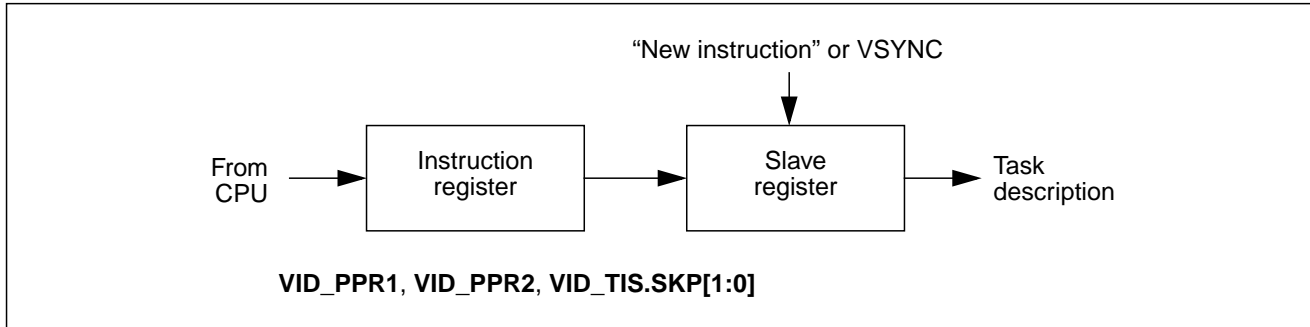 “New instruction” or VSYNC
From
CPU
Instruction
register
Slave
register
Task
description
VID_PPR1, VID_PPR2, VID_TIS.SKP[1:0]